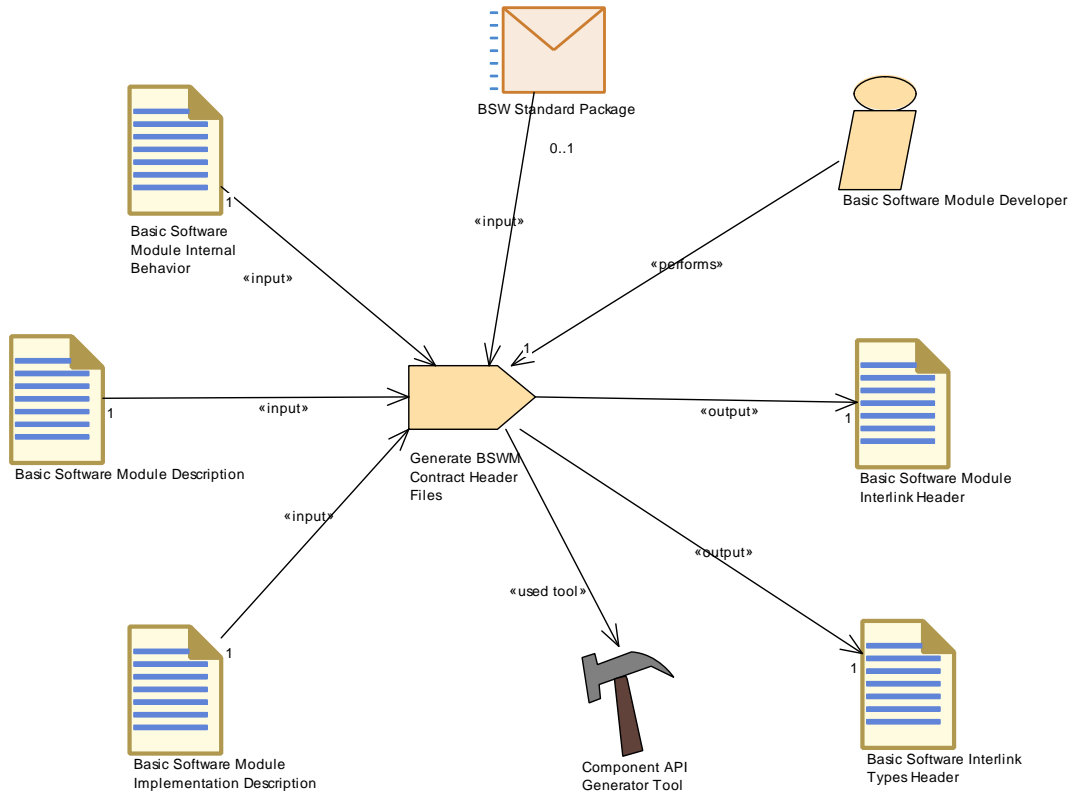 BSW Standard Package
0..1
Basic Software Module Developer
1
Basic Software
Module Internal
Behavior
«input»
«input»
«performs»
1
«input»
1
Basic Software Module Description
Generate BSWM
Contract Header
Files
«output»
1
Basic Software Module
Interlink Header
«input»
1
Basic Software Module
Implementation Description
«used tool»
Component API
Generator Tool
«output»
1
Basic Software Interlink
Types Header